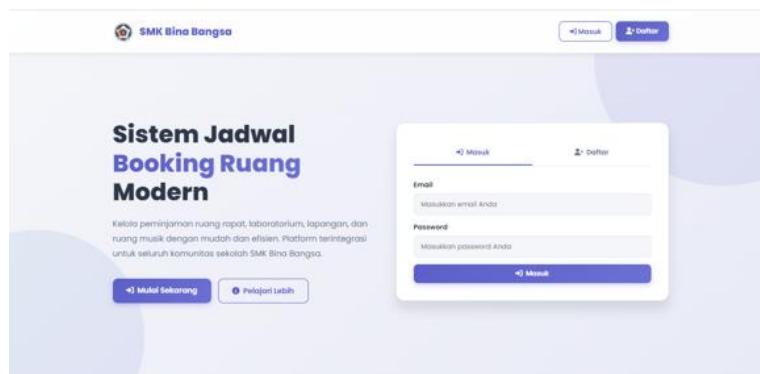 SMK Bina Bangsa
Masuk
Daftar
Sistem Jadwal
Booking Ruang
Modern
Kelola peminjaman ruang rapat, laboratorium, lapangan, dan
ruang musik dengan mudah dan efisien. Platform terintegrasi
untuk seluruh komunitas sekolah SMK Bina Bangsa.
Mulai Sekarang
Pelajari Lebih
Masuk
Daftar
Email
Masukkan email Anda
Password
Masukkan password Anda
Masuk